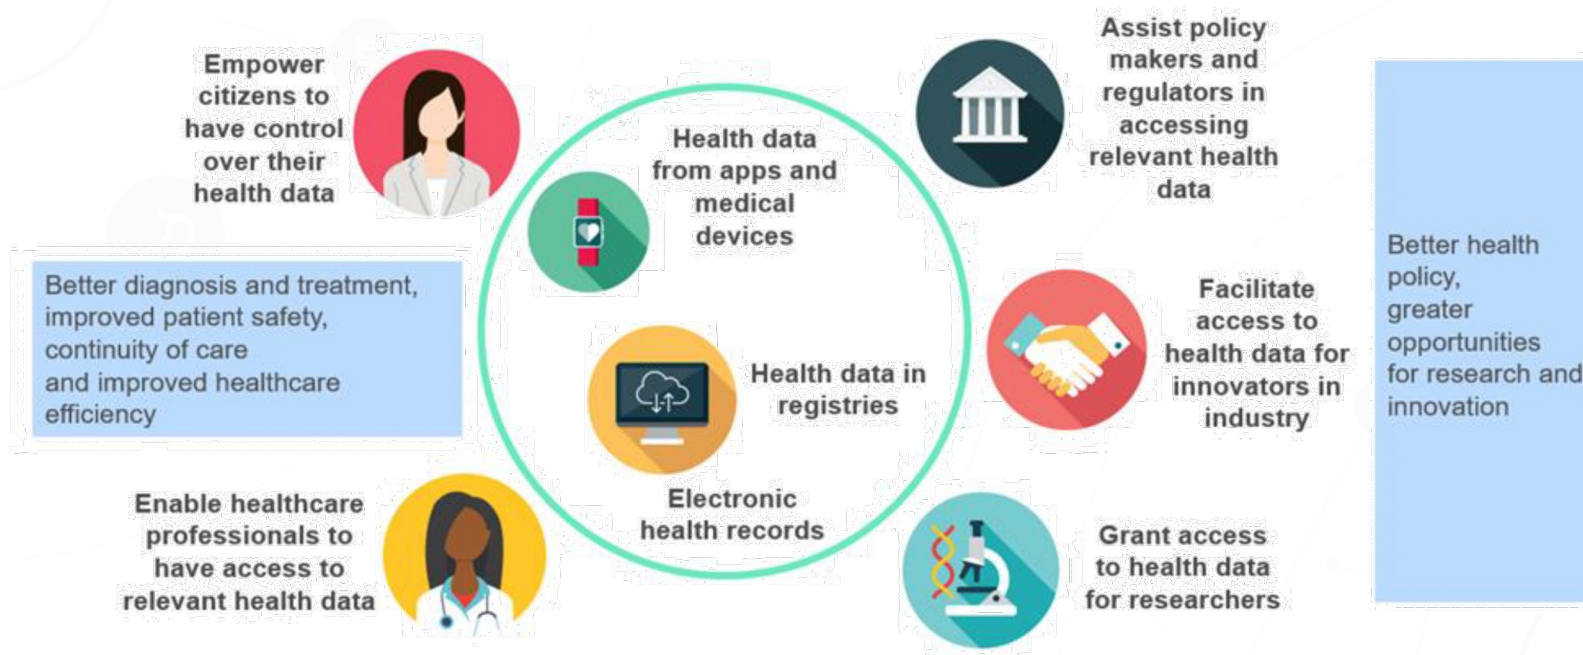 Empower
citizens to
have control
over their
health data
Better diagnosis and treatment,
improved patient safety,
continuity of care
and improved healthcare
efficiency
Enable healthcare
professionals to
have access to
relevant health data
Health data
from apps and
medical
devices
Health data in
registries
Electronic
health records
Assist policy
makers and
regulators in
accessing
relevant health
data
Facilitate
access to
health data for
innovators in
industry
Grant access
to health data
for researchers
Better health
policy,
greater
opportunities
for research and
innovation